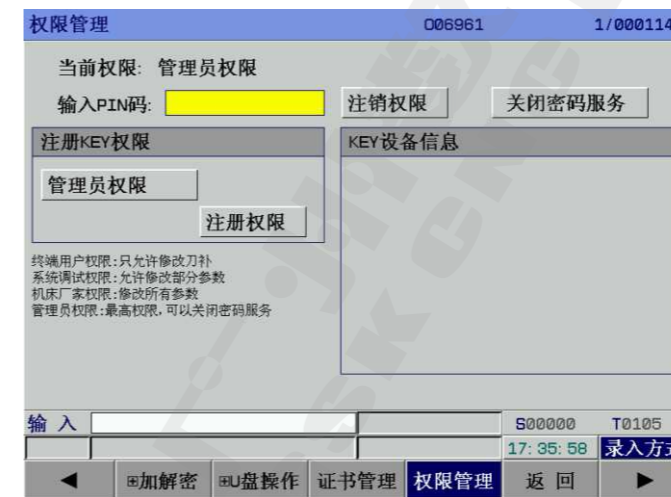 权限管理 O06961 1/000114
当前权限: 管理员权限
输入PIN码: 注销权限 关闭密码服务
注册KEY权限 KEY设备信息
管理员权限
注册权限
终端用户权限:只允许修改刀补
系统调试权限:允许修改部分参数
机床厂家权限:修改所有参数
管理员权限:最高权限,可以关闭密码服务
输 入 S00000 T0105
17:35:58 录入方式
◀ ⊞加解密 ⊞U盘操作 证书管理 权限管理 返 回 ▶